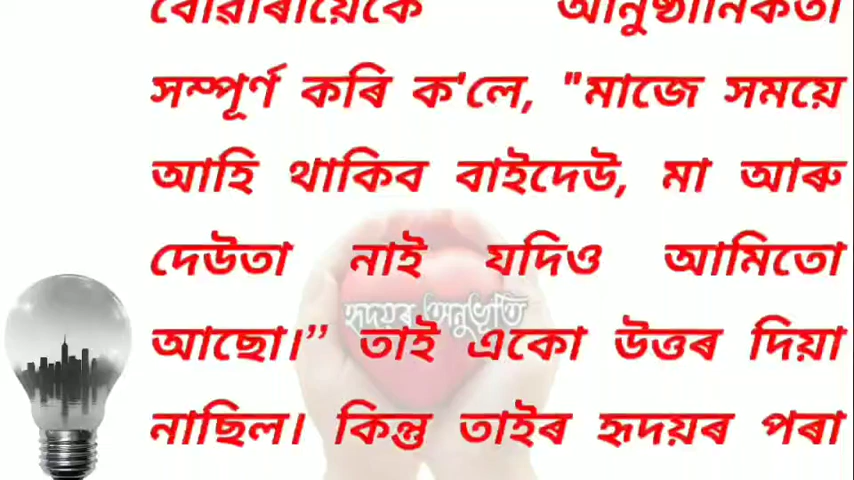 বোৱাৰীয়েকে আনুষ্ঠানিকতা
সম্পূৰ্ণ কৰি ক'লে, "মাজে সময়ে
আহি থাকিব বাইদেউ, মা আৰু
দেউতা নাই যদিও আমিতো
আছো।” তাই একো উত্তৰ দিয়া
নাছিল। কিন্তু তাইৰ হৃদয়ৰ পৰা
হৃদয়ৰ অনুভূতি